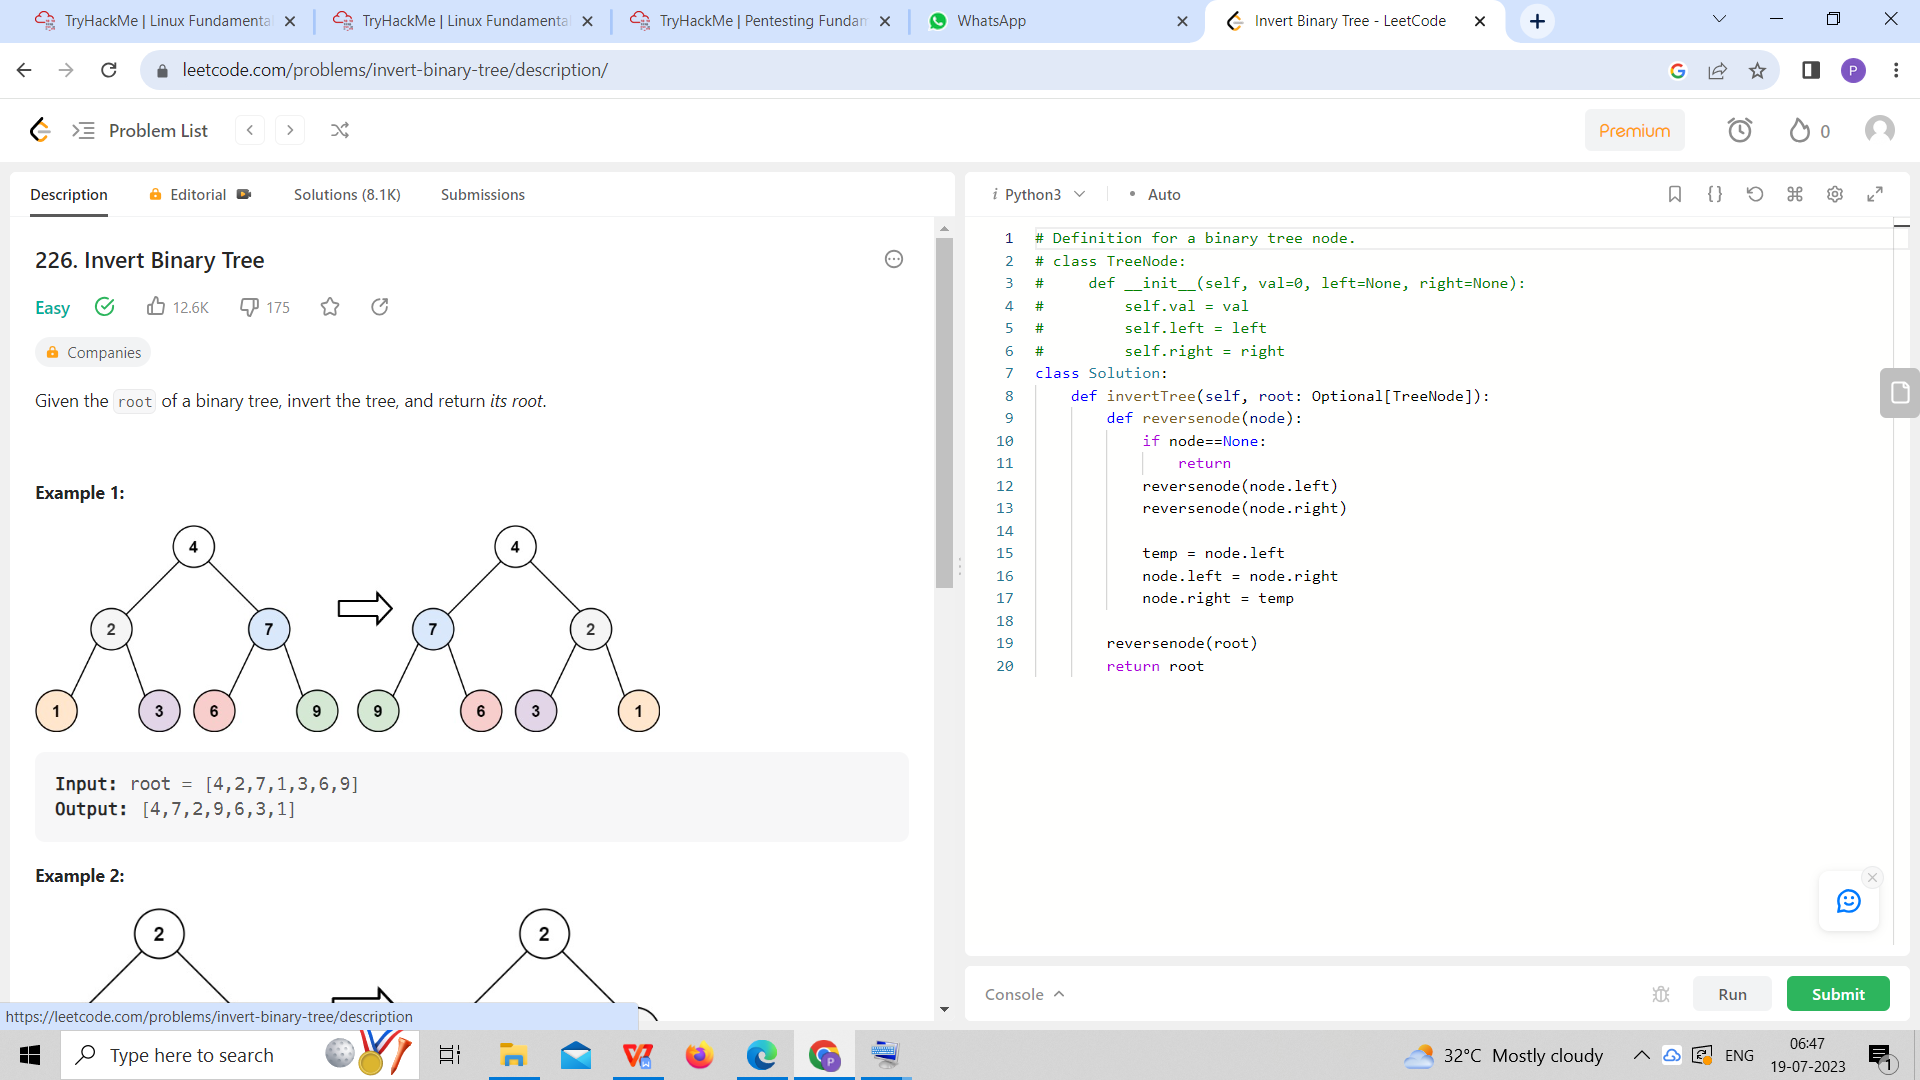 TryHackMe | Linux Fundamenta
TryHackMe | Linux Fundamenta
TryHackMe | Pentesting Fundam
WhatsApp
Invert Binary Tree - LeetCode
leetcode.com/problems/invert-binary-tree/description/
P
Problem List
Premium
0
Description
Editorial
Solutions (8.1K)
Submissions
226. Invert Binary Tree
Easy
12.6K
175
Companies
Given the root of a binary tree, invert the tree, and return its root.
Example 1:
4
4
2
7
7
2
1
3
6
9
9
6
3
1
Input: root = [4,2,7,1,3,6,9]
Output: [4,7,2,9,6,3,1]
Example 2:
2
2
https://leetcode.com/problems/invert-binary-tree/description
i Python3
• Auto
1 # Definition for a binary tree node.
2 # class TreeNode:
3 #     def __init__(self, val=0, left=None, right=None):
4 #         self.val = val
5 #         self.left = left
6 #         self.right = right
7 class Solution:
8     def invertTree(self, root: Optional[TreeNode]):
9         def reversenode(node):
10             if node==None:
11                 return
12             reversenode(node.left)
13             reversenode(node.right)
14
15             temp = node.left
16             node.left = node.right
17             node.right = temp
18
19         reversenode(root)
20         return root
Console
Run
Submit
Type here to search
32°C Mostly cloudy
ENG
06:47
19-07-2023
1